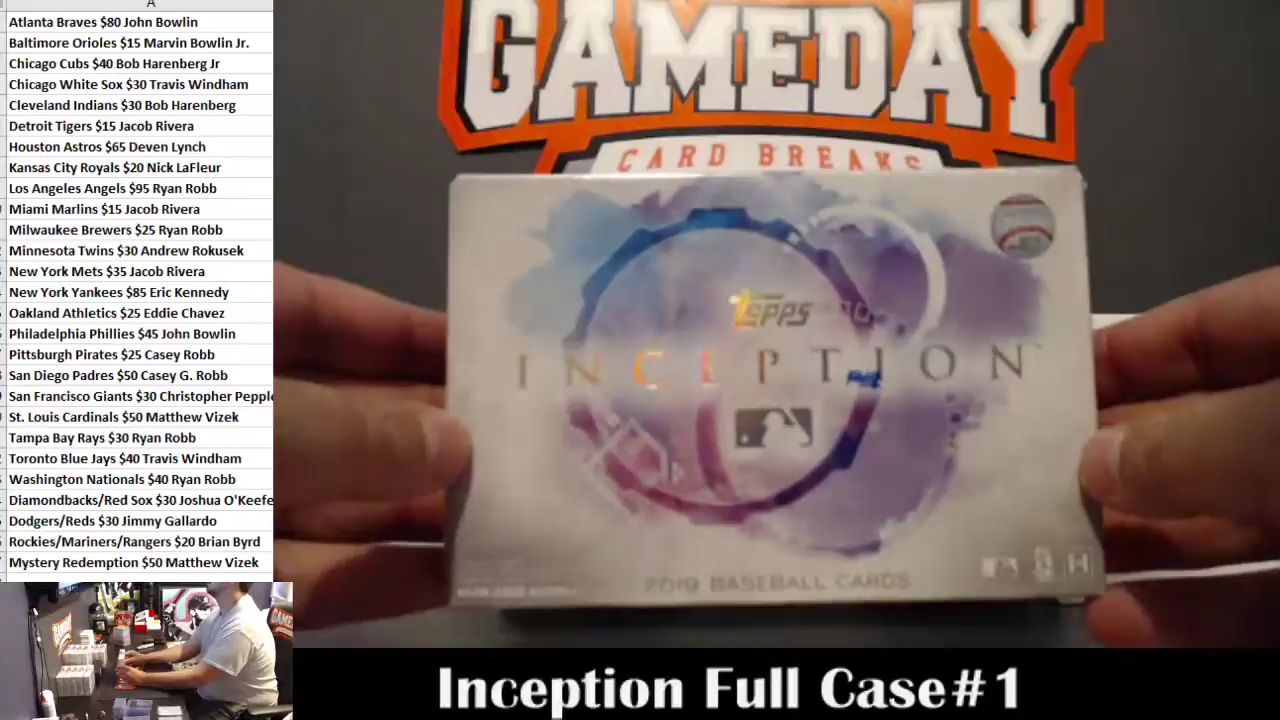 A
Atlanta Braves $80 John Bowlin
Baltimore Orioles $15 Marvin Bowlin Jr.
Chicago Cubs $40 Bob Harenberg Jr
Chicago White Sox $30 Travis Windham
Cleveland Indians $30 Bob Harenberg
Detroit Tigers $15 Jacob Rivera
Houston Astros $65 Deven Lynch
Kansas City Royals $20 Nick LaFleur
Los Angeles Angels $95 Ryan Robb
Miami Marlins $15 Jacob Rivera
Milwaukee Brewers $25 Ryan Robb
Minnesota Twins $30 Andrew Rokusek
New York Mets $35 Jacob Rivera
New York Yankees $85 Eric Kennedy
Oakland Athletics $25 Eddie Chavez
Philadelphia Phillies $45 John Bowlin
Pittsburgh Pirates $25 Casey Robb
San Diego Padres $50 Casey G. Robb
San Francisco Giants $30 Christopher Pepple
St. Louis Cardinals $50 Matthew Vizek
Tampa Bay Rays $30 Ryan Robb
Toronto Blue Jays $40 Travis Windham
Washington Nationals $40 Ryan Robb
Diamondbacks/Red Sox $30 Joshua O'Keefe
Dodgers/Reds $30 Jimmy Gallardo
Rockies/Mariners/Rangers $20 Brian Byrd
Mystery Redemption $50 Matthew Vizek
GAMEDAY
CARD BREAKS
Topps
INCEPTION
2019 BASEBALL CARDS
H
GAME
Inception Full Case#1